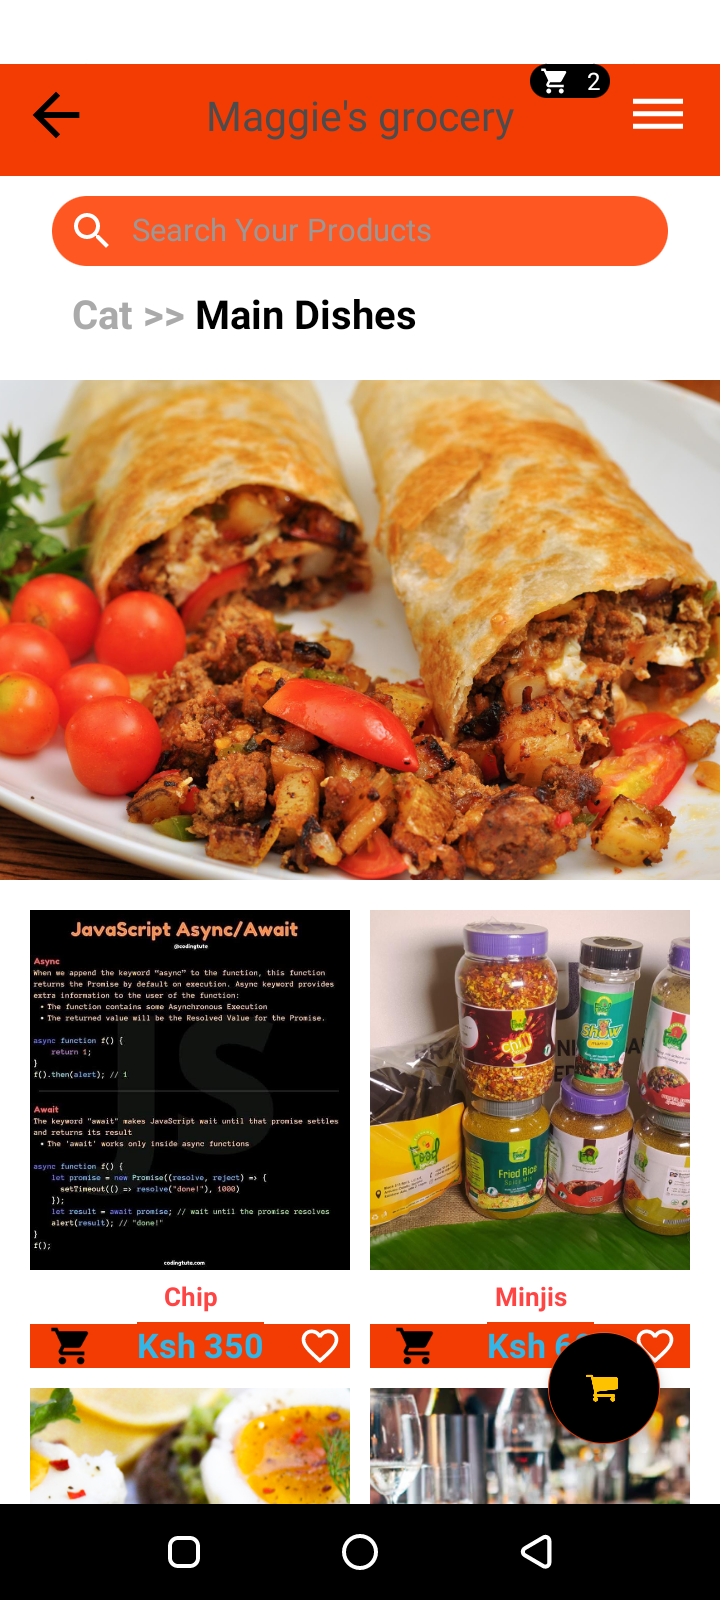 2
Maggie's grocery
Search Your Products
Cat >> Main Dishes
JavaScript Async/Await
@codingtute
Async
When we append the keyword "async" to the function, this function
returns the Promise by default on execution. Async keyword provides
extra information to the user of the function:
• The function contains some Asynchronous Execution
• The returned value will be the Resolved Value for the Promise.
async function f() {
return 1;
}
f().then(alert); // 1
Await
The keyword "await" makes JavaScript wait until that promise settles
and returns its result
• The 'await' works only inside async functions
async function f() {
let promise = new Promise((resolve, reject) => {
setTimeout(() => resolve("done!"), 1000)
});
let result = await promise; // wait until the promise resolves
alert(result); // "done!"
}
f();
codingtute.com
JS
Food
Fried Rice
Spicy Mix
Chip
Minjis
Ksh 350
Ksh